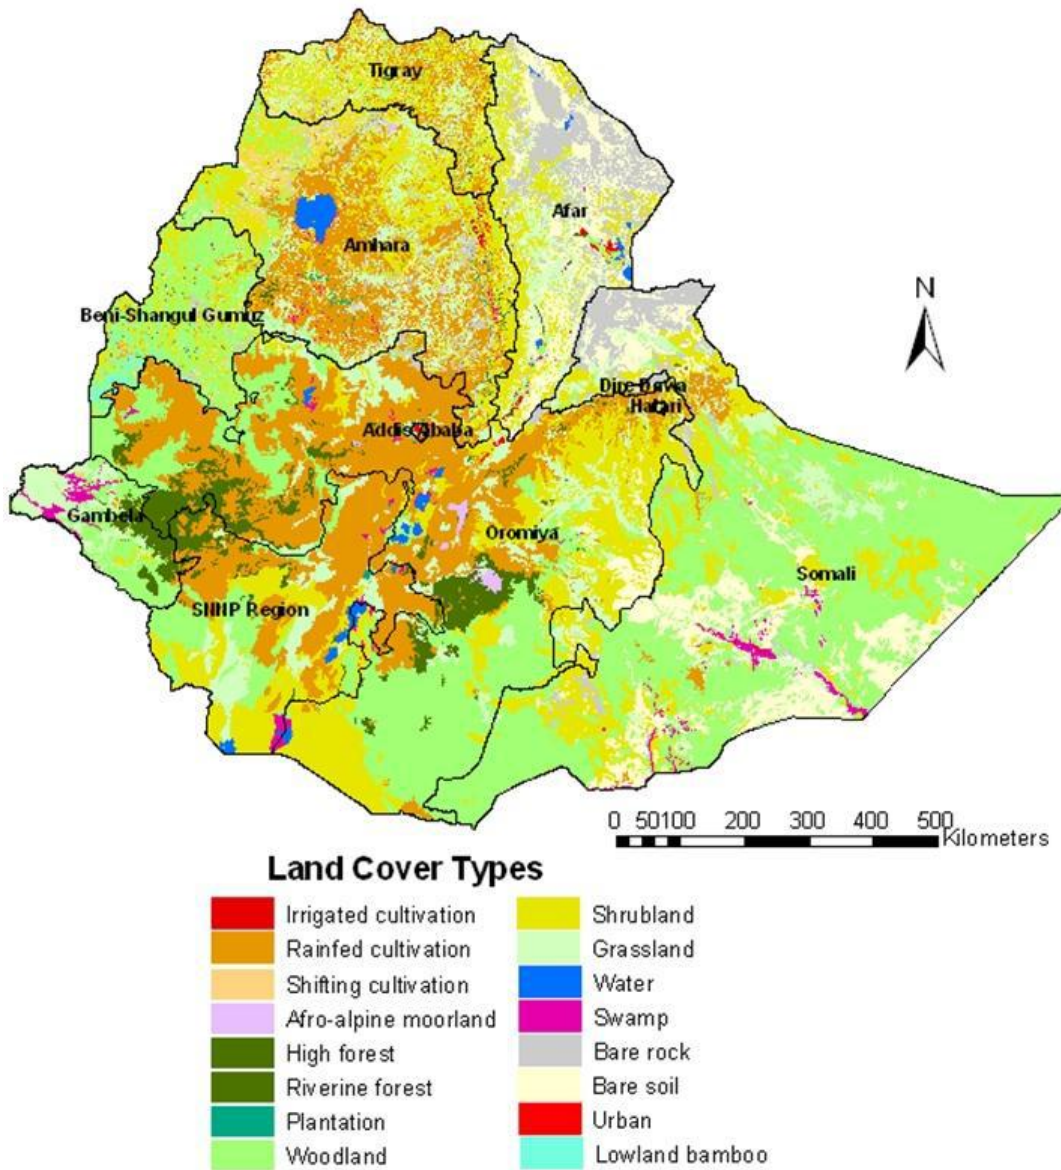 Tigray
Afar
Amhara
N
Beni-Shangul Gumuz
Dire Dawa
Harari
Addis Ababa
Gambela
Oromiya
Somali
SNNP Region
0 50 100 200 300 400 500
Kilometers
Land Cover Types
Irrigated cultivation
Rainfed cultivation
Shifting cultivation
Afro-alpine moorland
High forest
Riverine forest
Plantation
Woodland
Shrubland
Grassland
Water
Swamp
Bare rock
Bare soil
Urban
Lowland bamboo